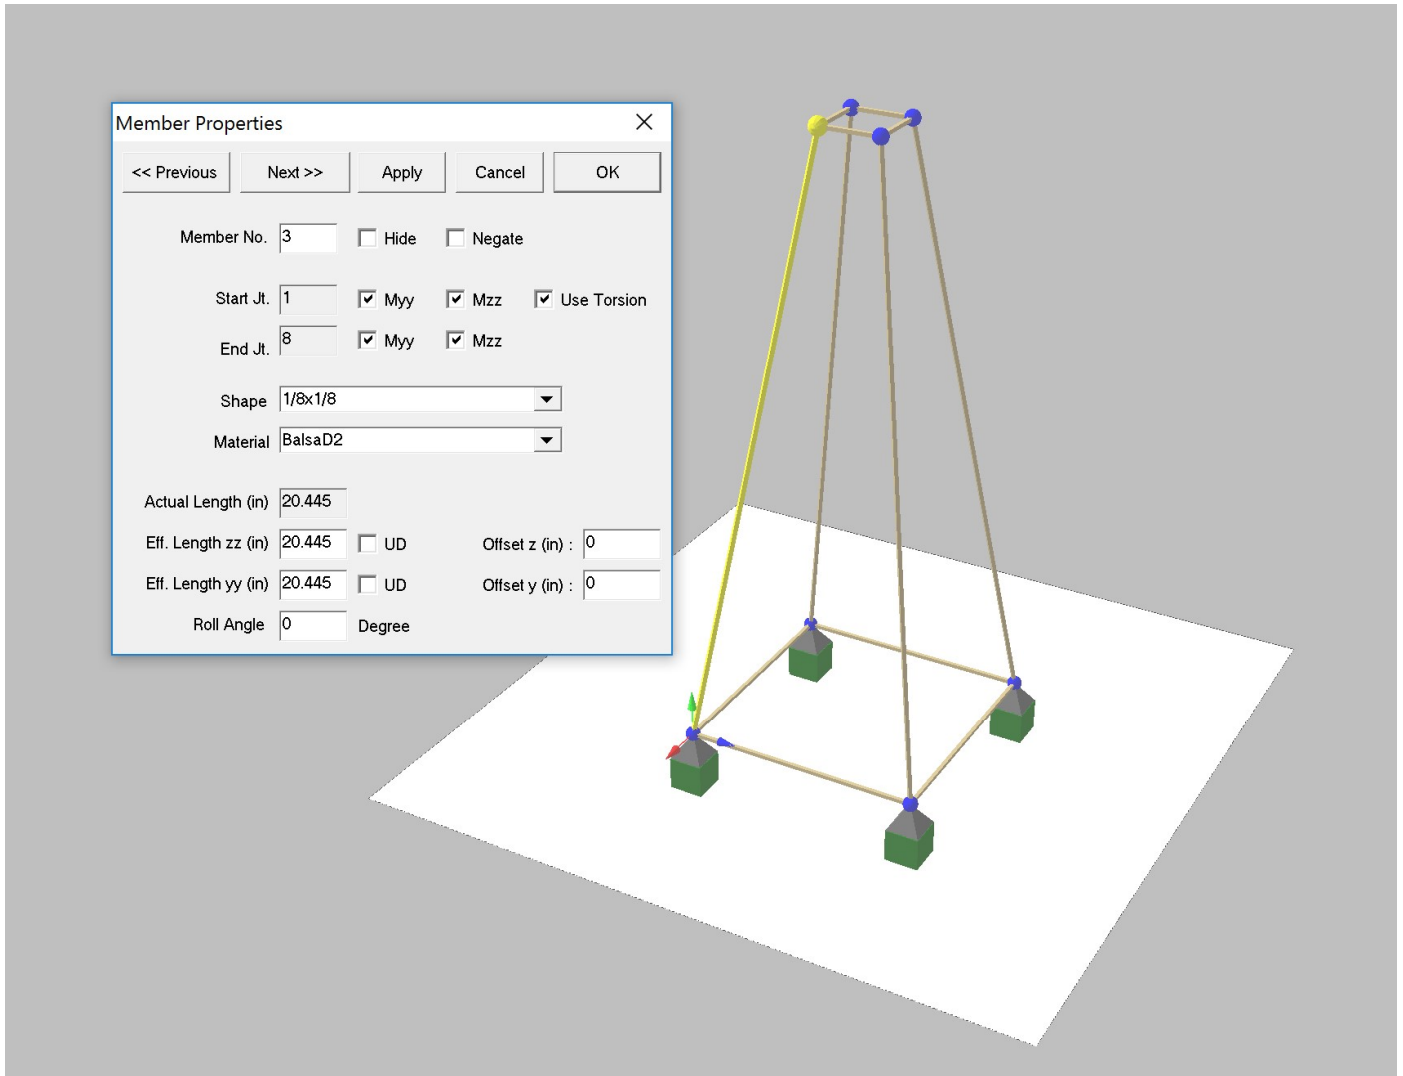 Member Properties
<< Previous Next >> Apply Cancel OK
Member No. 3 Hide Negate
Start Jt. 1 Myy Mzz Use Torsion
End Jt. 8 Myy Mzz
Shape 1/8x1/8
Material BalsaD2
Actual Length (in) 20.445
Eff. Length zz (in) 20.445 UD Offset z (in) : 0
Eff. Length yy (in) 20.445 UD Offset y (in) : 0
Roll Angle 0 Degree